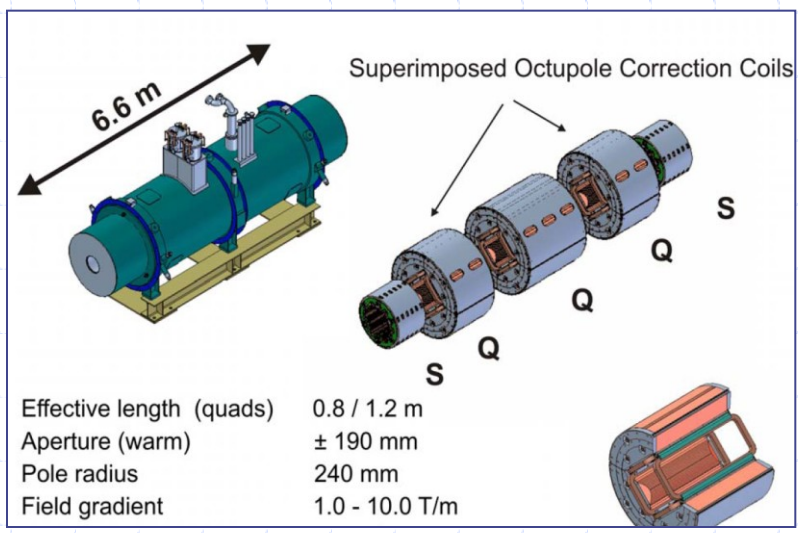 6.6 m
Superimposed Octupole Correction Coils
S
Q
Q
Q
S
Effective length (quads) 0.8 / 1.2 m
Aperture (warm) ± 190 mm
Pole radius 240 mm
Field gradient 1.0 - 10.0 T/m